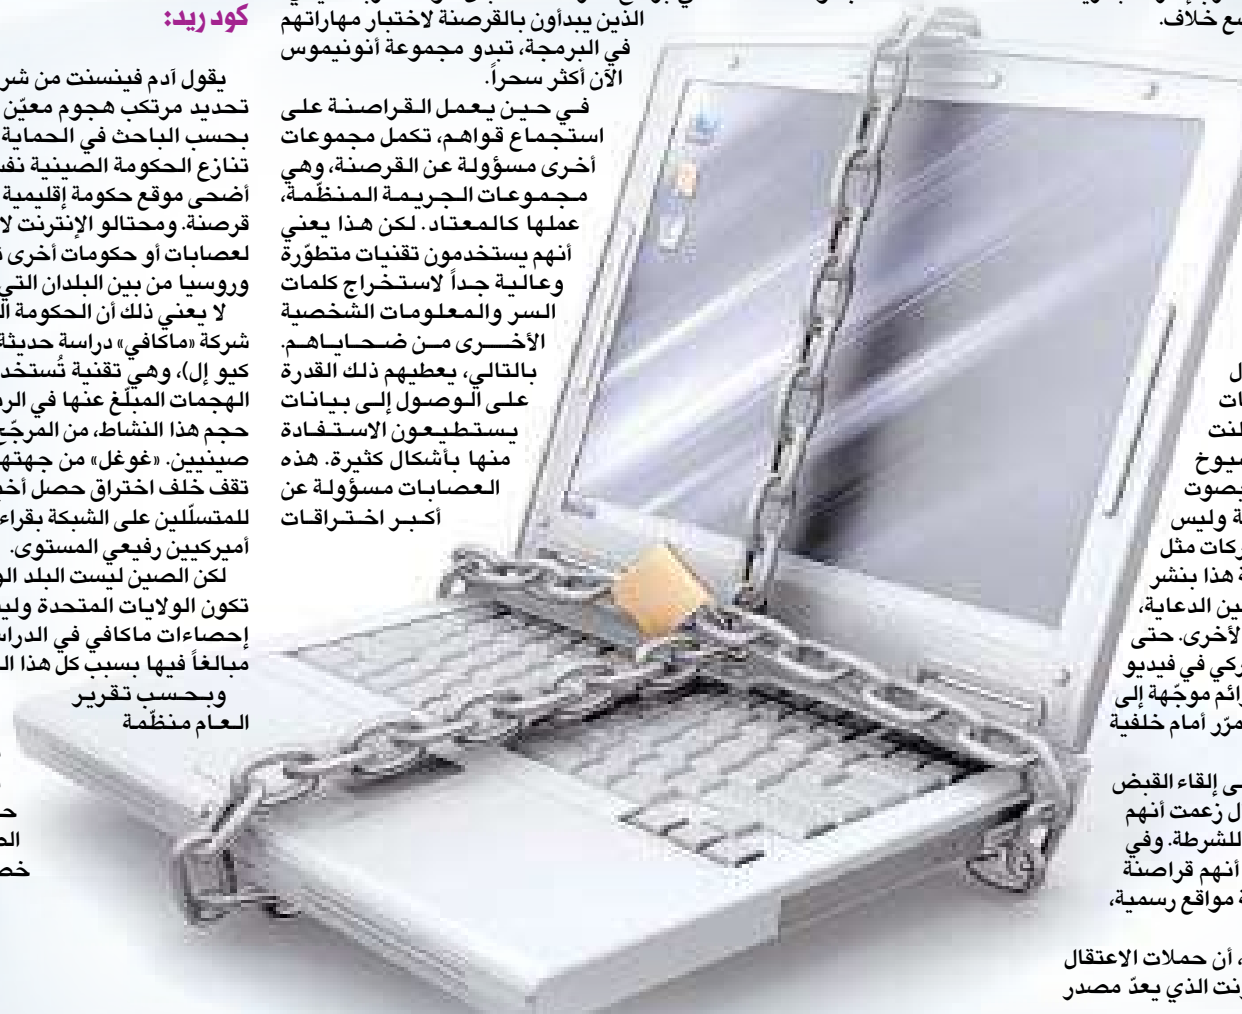 سع خلاف.
ل
ات
لنت
يوخ
بصوت
ة وليس
ركات مثل
ة هذا بنشر
ين الدعاية،
لأخرى. حتى
ركي في فيديو
رائم موجّهة إلى
مرّر أمام خلفية
ـى إلقاء القبض
ل زعمت أنهم
للشرطة. وفي
أنهم قراصنة
ة مواقع رسمية،
، أن حملات الاعتقال
ونت الذي يعدّ مصدر
الذين يبدأون بالقرصنة لاختبار مهاراتهم
في البرمجة، تبدو مجموعة أنونيموس
الآن أكثر سحراً.
في حين يعمل القراصنة على
استجماع قواهم، تكمل مجموعات
أخرى مسؤولة عن القرصنة، وهي
مجموعات الجريمة المنظّمة،
عملها كالمعتاد. لكن هذا يعني
أنهم يستخدمون تقنيات متطوّرة
وعالية جداً لاستخراج كلمات
السر والمعلومات الشخصية
الأخرى من ضحاياهم.
بالتالي، يعطيهم ذلك القدرة
على الوصول إلى بيانات
يستطيعون الاستفادة
منها بأشكال كثيرة. هذه
العصابات مسؤولة عن
أكبر اختراقات
كود ريد:
يقول آدم فينسنت من شر
تحديد مرتكب هجوم معيّن
بحسب الباحث في الحماية
تنازع الحكومة الصينية نفس
أضحى موقع حكومة إقليمية
قرصنة. ومحتالو الإنترنت لا
لعصابات أو حكومات أخرى
وروسيا من بين البلدان التي
لا يعني ذلك أن الحكومة ال
شركة «ماكافي» دراسة حديثة
كيو إل)، وهي تقنية تُستخد
الهجمات المبلّغ عنها في الر
حجم هذا النشاط، من المرجّح
صينيين. «غوغل» من جهته
تقف خلف اختراق حصل أخ
للمتسلّلين على الشبكة بقراء
أميركيين رفيعي المستوى.
لكن الصين ليست البلد الو
تكون الولايات المتحدة ولي
إحصاءات ماكافي في الدراس
مبالغاً فيها بسبب كل هذا ال
وبحسب تقرير
العام منظّمة
حـ
الم
خص